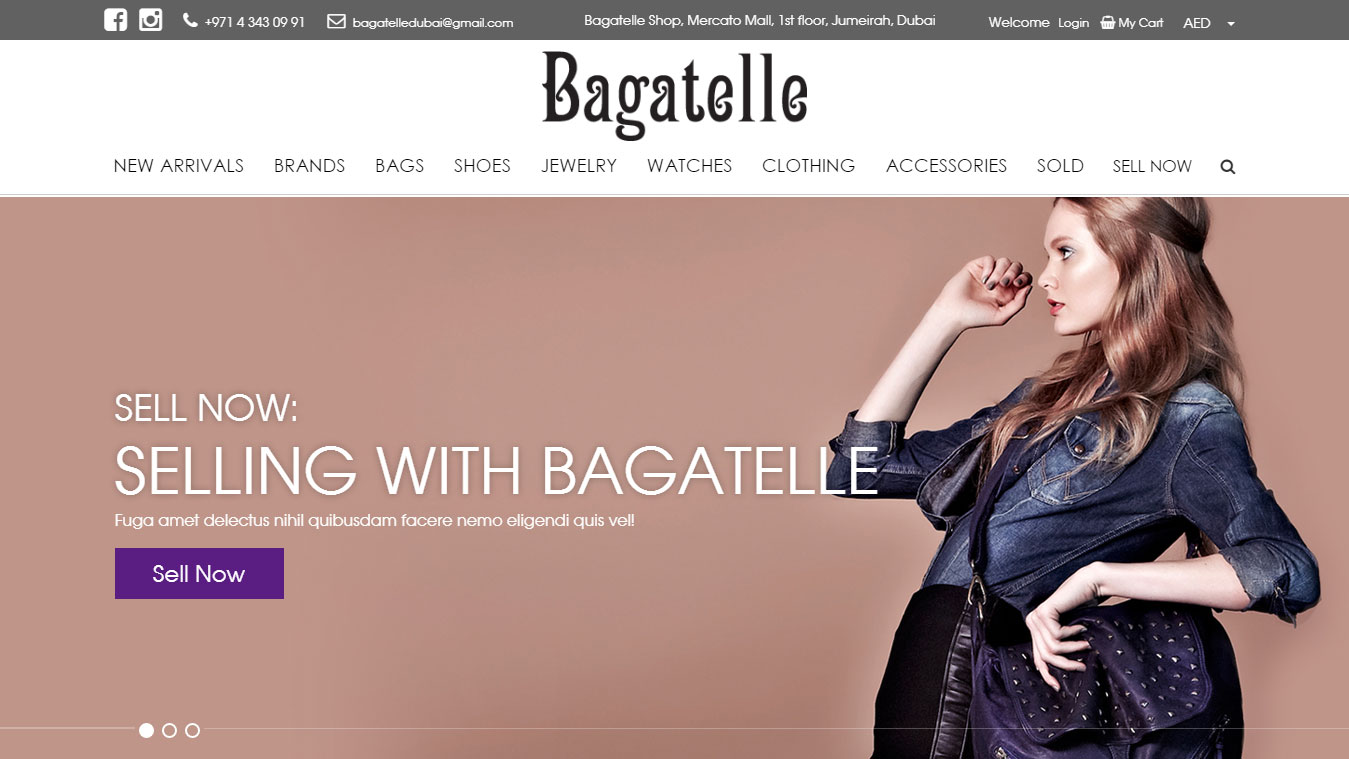 +971 4 343 09 91 bagatelledubai@gmail.com Bagatelle Shop, Mercato Mall, 1st floor, Jumeirah, Dubai Welcome Login My Cart AED
Bagatelle
NEW ARRIVALS BRANDS BAGS SHOES JEWELRY WATCHES CLOTHING ACCESSORIES SOLD SELL NOW
SELL NOW:
SELLING WITH BAGATELLE
Fuga amet delectus nihil quibusdam facere nemo eligendi quis vel!
Sell Now